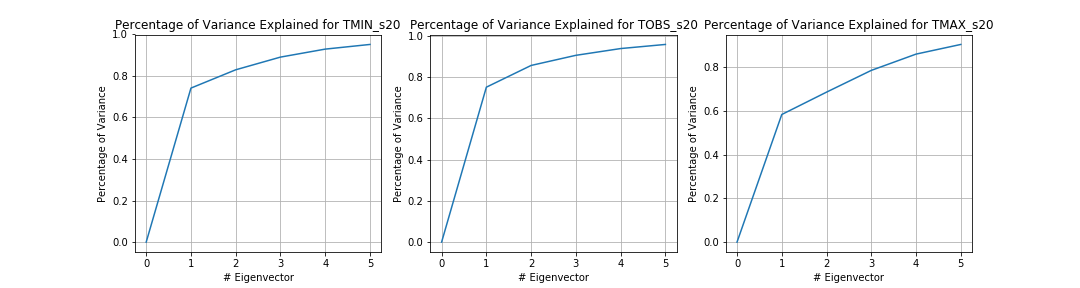 Percentage of Variance Explained for TMIN_s20
Percentage of Variance
1.0
0.8
0.6
0.4
0.2
0.0
0 1 2 3 4 5
# Eigenvector
Percentage of Variance Explained for TOBS_s20
Percentage of Variance
1.0
0.8
0.6
0.4
0.2
0.0
0 1 2 3 4 5
# Eigenvector
Percentage of Variance Explained for TMAX_s20
Percentage of Variance
0.8
0.6
0.4
0.2
0.0
0 1 2 3 4 5
# Eigenvector